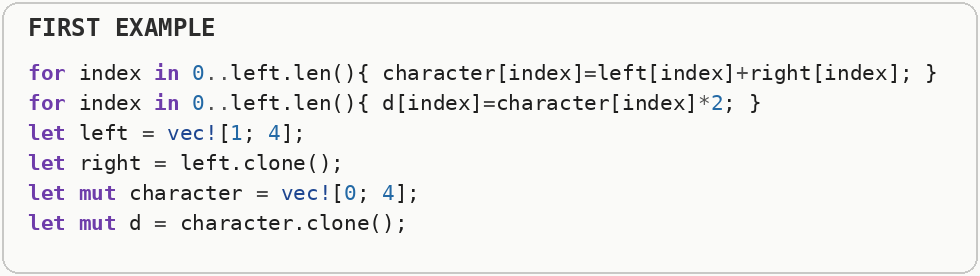 FIRST EXAMPLE
for index in 0..left.len(){ character[index]=left[index]+right[index]; }
for index in 0..left.len(){ d[index]=character[index]*2; }
let left = vec![1; 4];
let right = left.clone();
let mut character = vec![0; 4];
let mut d = character.clone();